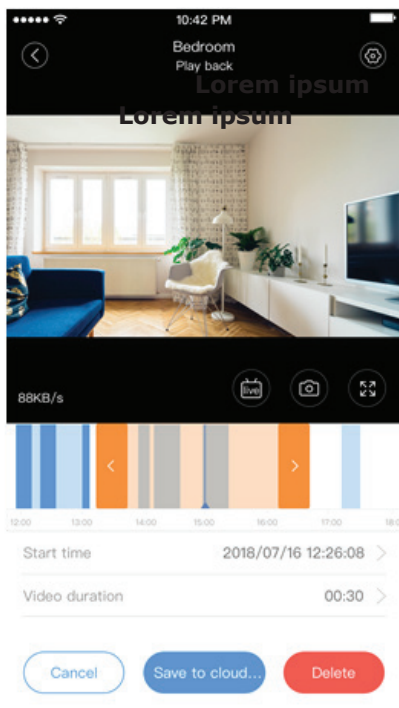 10:42 PM
Bedroom
Play back
Lorem ipsum
Lorem ipsum
live
88KB/s
12:00 13:00 14:00 15:00 16:00 17:00 18:0
Start time 2018/07/16 12:26:08
Video duration 00:30
Cancel Save to cloud... Delete